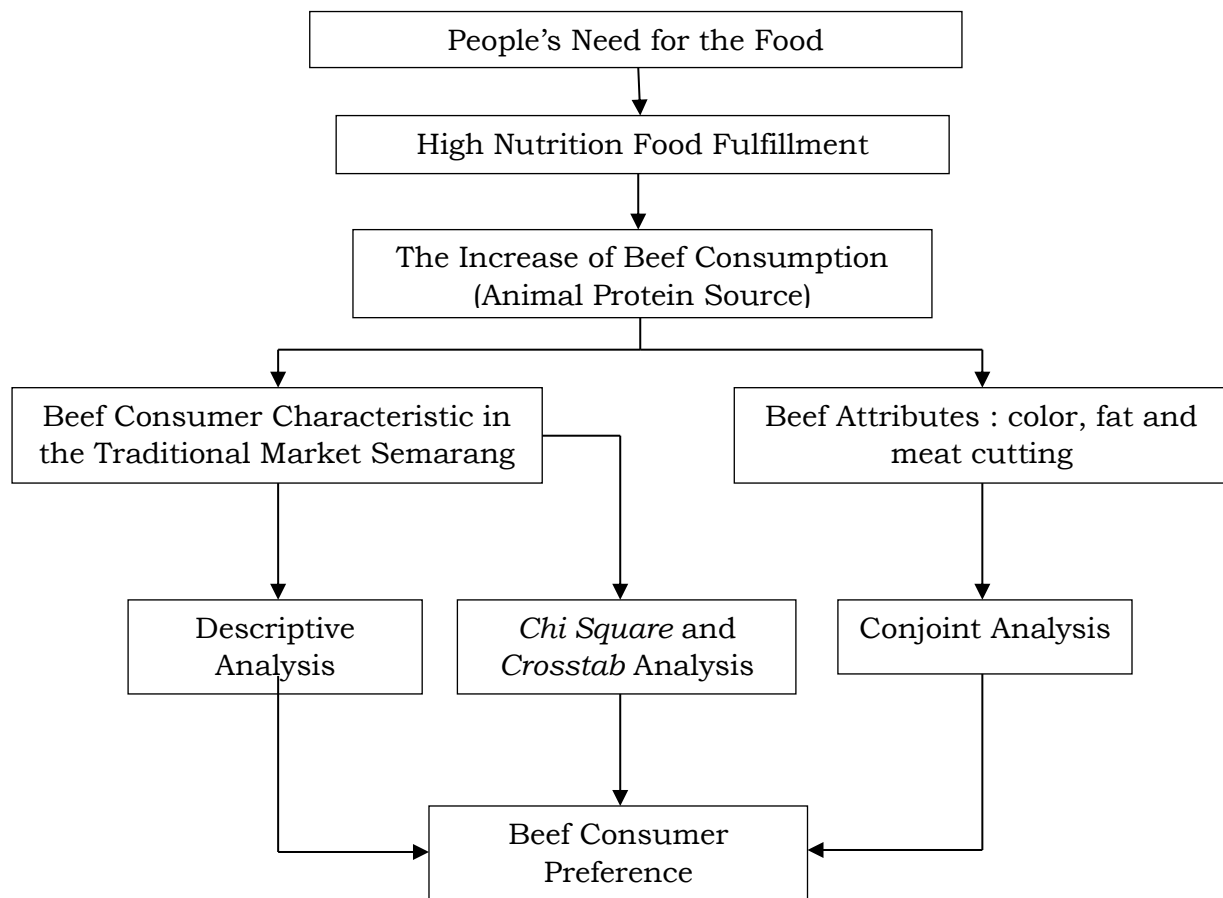 People’s Need for the Food
High Nutrition Food Fulfillment
The Increase of Beef Consumption
(Animal Protein Source)
Beef Consumer Characteristic in
the Traditional Market Semarang
Beef Attributes : color, fat and
meat cutting
Descriptive
Analysis
Chi Square and
Crosstab Analysis
Conjoint Analysis
Beef Consumer
Preference